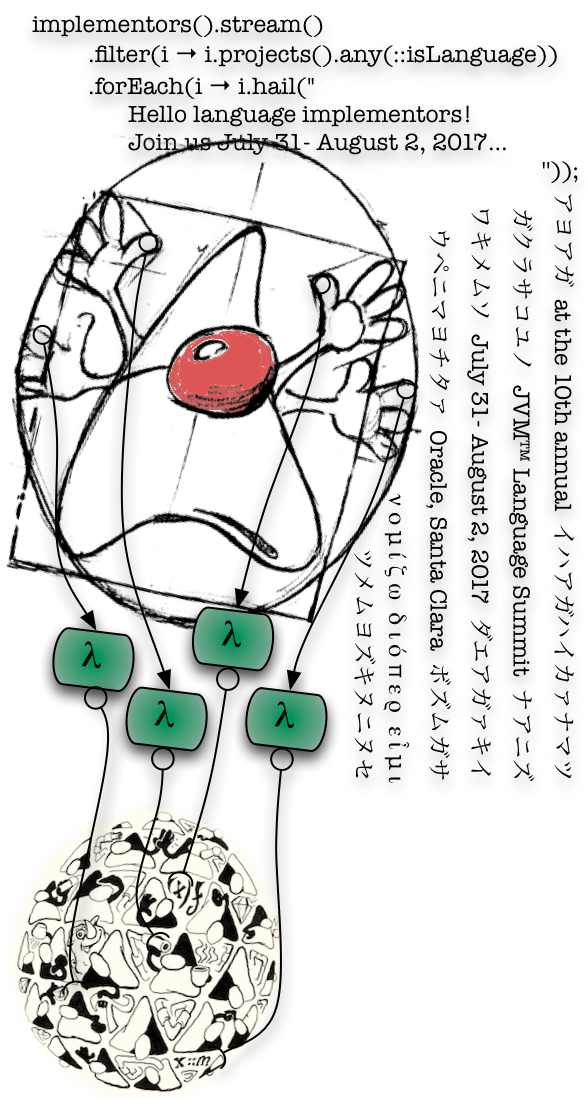 implementors().stream()
.filter(i → i.projects().any(::isLanguage))
.forEach(i → i.hail("
Hello language implementors!
Join us July 31- August 2, 2017...
"));
アヨアガ at the 10th annual イハアガハイカァナマツ
ガクラサコユノ JVM™ Language Summit ナアニズ
ワキメムソ July 31- August 2, 2017 ダエアガァキイ
ウペニマヨチタァ Oracle, Santa Clara ボズムガサ
νομίζω διόπερ εἶμι
ツメムヨズキヌニヌセ
λ
λ
λ
λ
f(x)
x::m